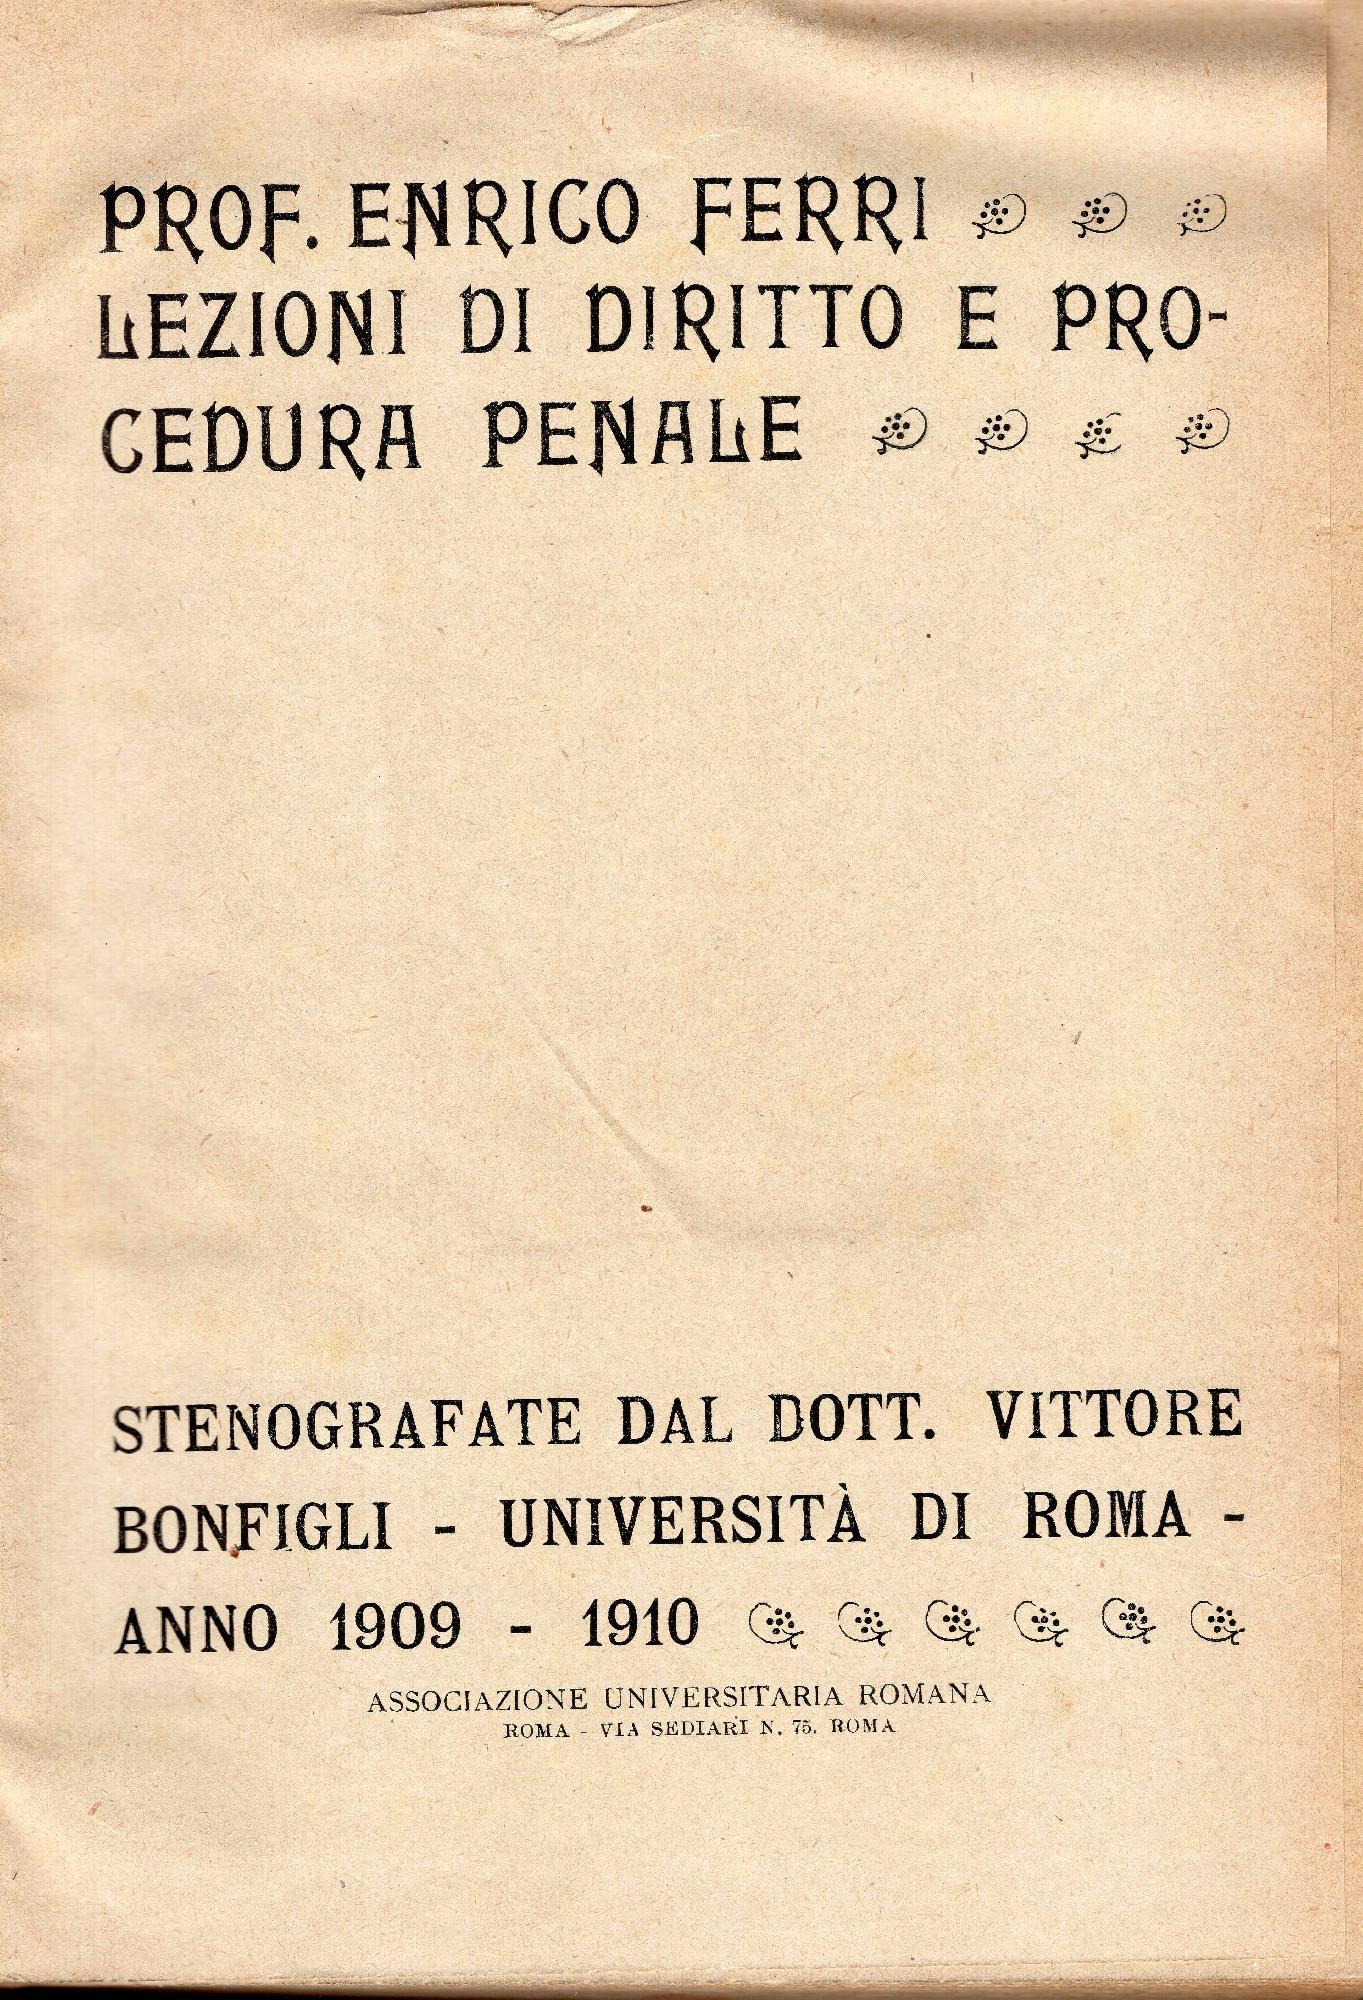 PROF. ENRICO FERRI
LEZIONI DI DIRITTO E PRO-
CEDURA PENALE
STENOGRAFATE DAL DOTT. VITTORE
BONFIGLI - UNIVERSITÀ DI ROMA -
ANNO 1909 - 1910
ASSOCIAZIONE UNIVERSITARIA ROMANA
ROMA - VIA SEDIARI N. 75. ROMA